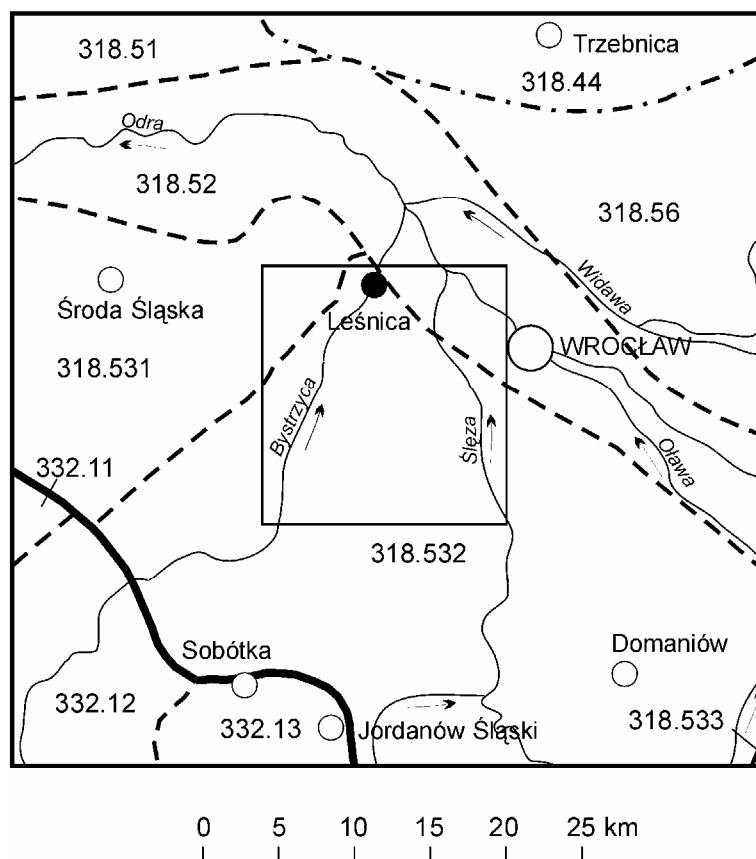 318.51
Trzebnica
318.44
Odra
318.52
318.56
Widawa
Środa Śląska
Leśnica
WROCŁAW
318.531
Bystrzyca
Ślęza
Oława
332.11
318.532
Sobótka
Domaniów
332.12
332.13
Jordanów Śląski
318.533
0 5 10 15 20 25 km